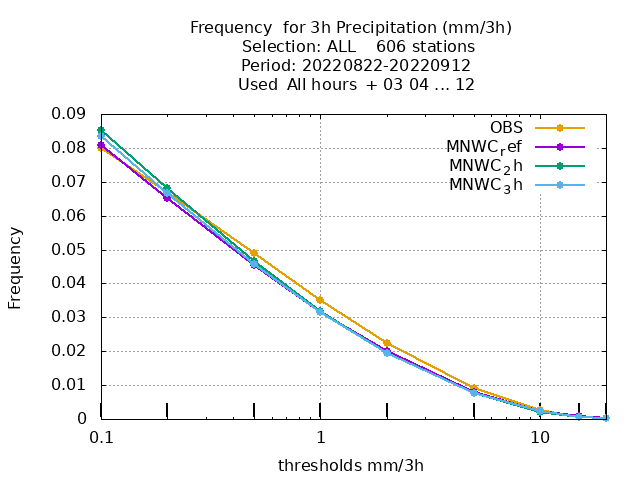 Frequency  for 3h Precipitation (mm/3h)
Selection: ALL    606 stations
Period: 20220822-20220912
Used  All hours  + 03 04 ... 12
0.09
0.08
0.07
0.06
0.05
0.04
0.03
0.02
0.01
0
Frequency
OBS
MNWC_ref
MNWC_2h
MNWC_3h
0.1
1
10
thresholds mm/3h